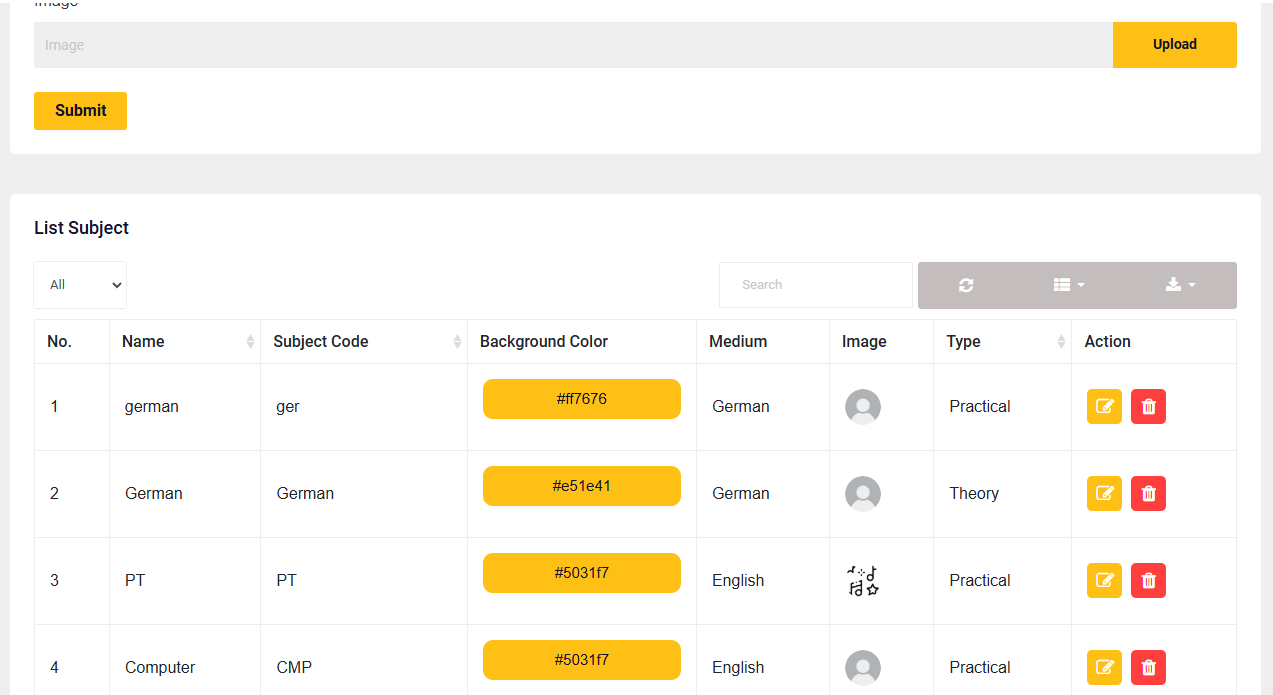 Image
Image
Upload
Submit
List Subject
All
Search
No. Name Subject Code Background Color Medium Image Type Action
1 german ger #ff7676 German Practical
2 German German #e51e41 German Theory
3 PT PT #5031f7 English Practical
4 Computer CMP #5031f7 English Practical